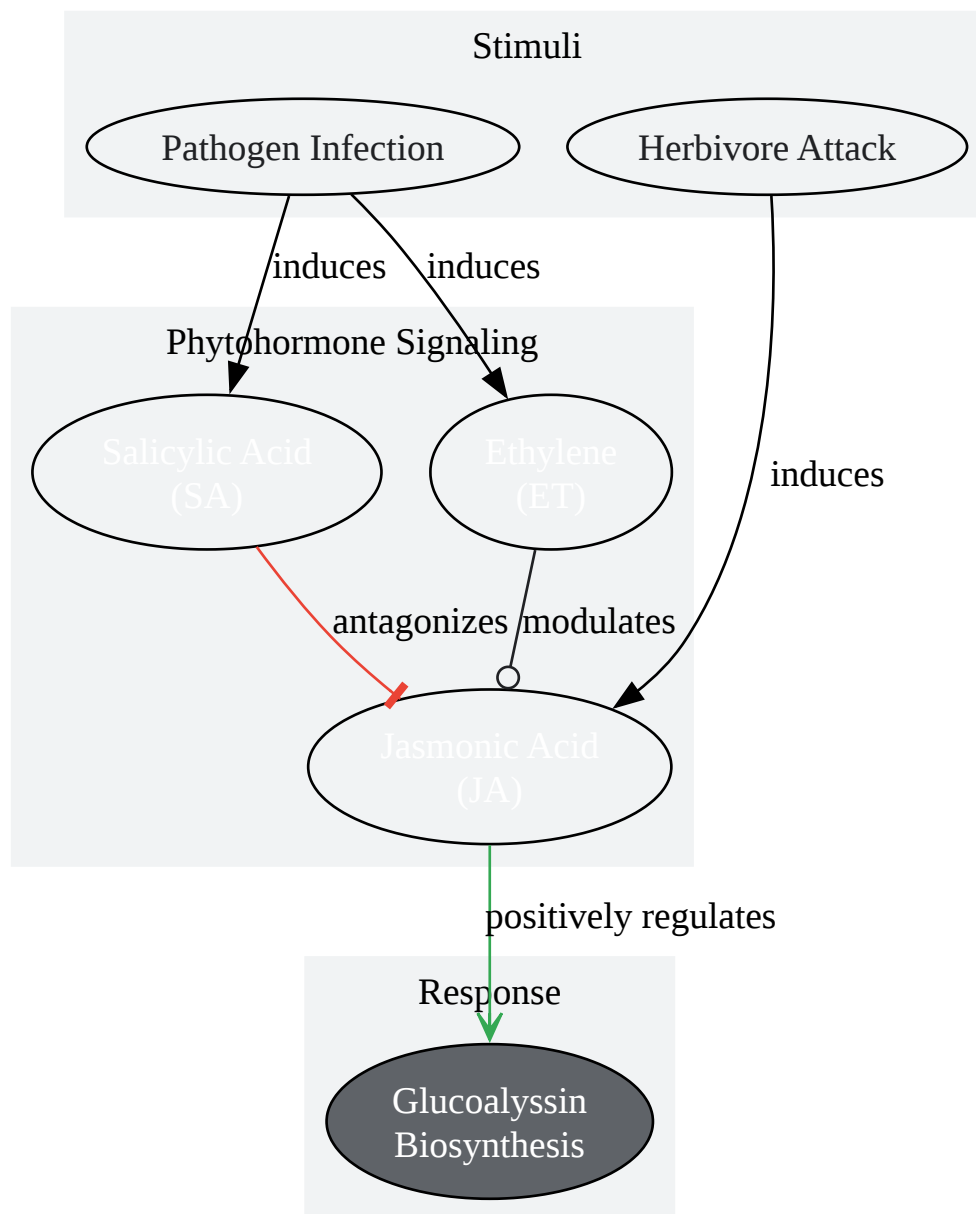 Stimuli
Pathogen Infection
Herbivore Attack
induces
induces
Phytohormone Signaling
Salicylic Acid
(SA)
Ethylene
(ET)
induces
antagonizes
modulates
Jasmonic Acid
(JA)
positively regulates
Response
Glucoalyssin
Biosynthesis